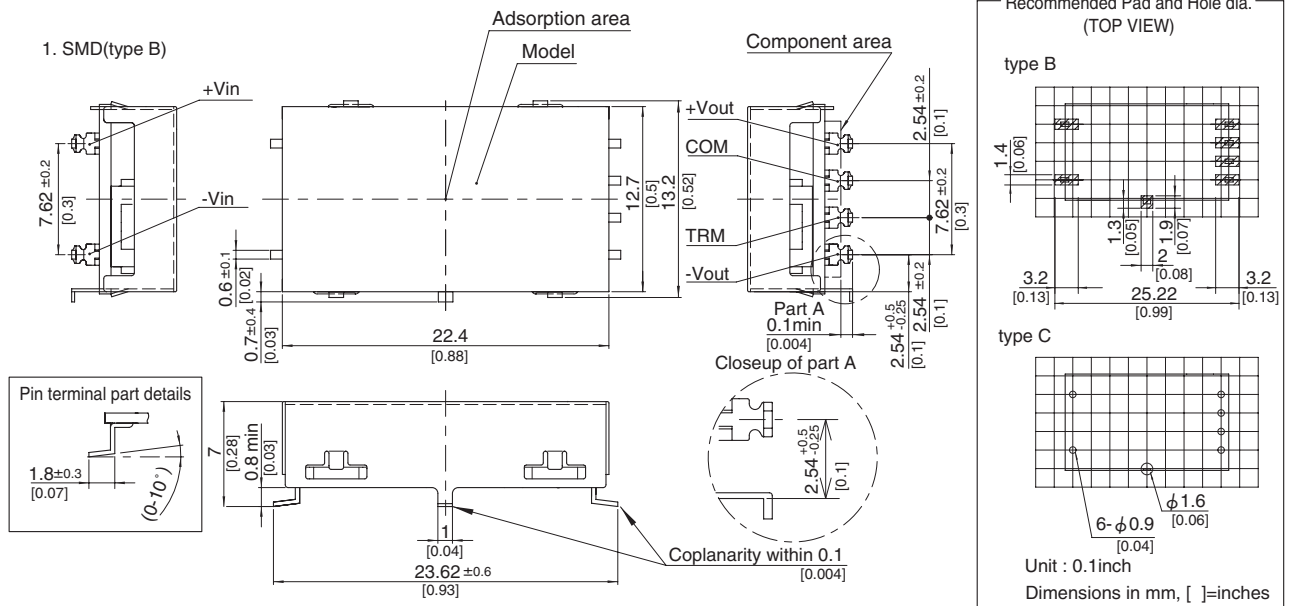 1. SMD(type B)
Adsorption area
Model
Component area
+Vin
-Vin
7.62 ±0.2
[0.3]
0.6±0.1
[0.02]
0.7±0.4
[0.03]
22.4
[0.88]
12.7
[0.5]
13.2
[0.52]
+Vout
COM
TRM
-Vout
2.54±0.2
[0.1]
7.62 ±0.2
[0.3]
2.54 ±0.2
[0.1]
2.54 +0.5 -0.25
[0.1]
Part A
0.1min
[0.004]
Closeup of part A
2.54 +0.5 -0.25
[0.1]
Pin terminal part details
1.8±0.3
[0.07]
(0-10°)
7
[0.28]
0.8 min
[0.03]
1
[0.04]
23.62 ±0.6
[0.93]
Coplanarity within 0.1
[0.004]
Recommended Pad and Hole dia.
(TOP VIEW)
type B
1.4
[0.06]
1.3
[0.05]
1.9
[0.07]
2
[0.08]
3.2
[0.13]
25.22
[0.99]
3.2
[0.13]
type C
6-ϕ0.9
[0.04]
ϕ1.6
[0.06]
Unit : 0.1inch
Dimensions in mm, [ ]=inches